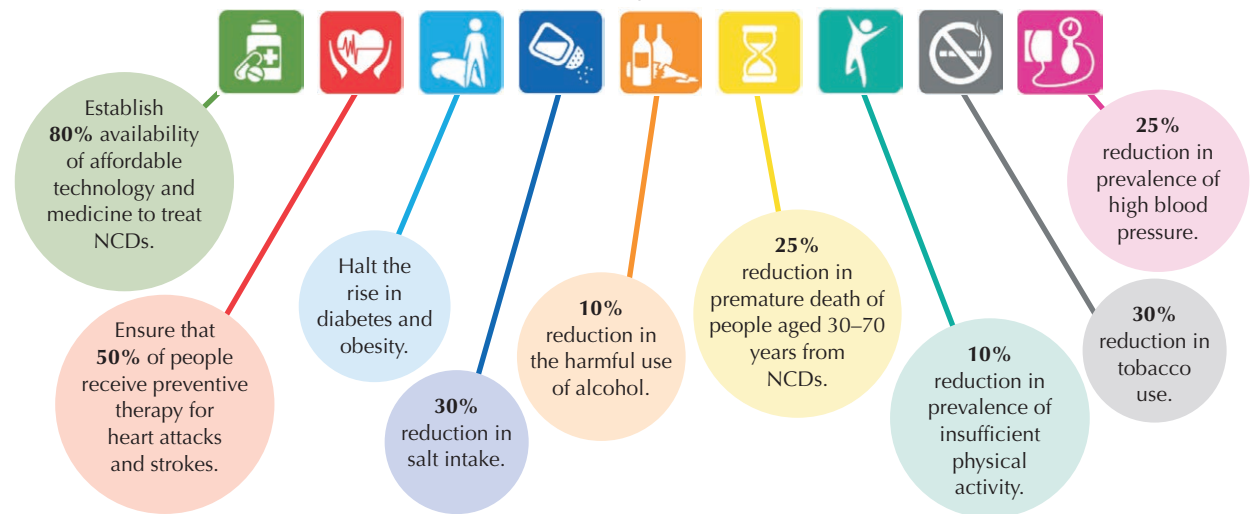 Establish
80% availability
of affordable
technology and
medicine to treat
NCDs.
Ensure that
50% of people
receive preventive
therapy for
heart attacks
and strokes.
Halt the
rise in
diabetes and
obesity.
30%
reduction in
salt intake.
10%
reduction in
the harmful use
of alcohol.
25%
reduction in
premature death of
people aged 30–70
years from
NCDs.
10%
reduction in
prevalence of
insufficient
physical
activity.
30%
reduction in
tobacco
use.
25%
reduction in
prevalence of
high blood
pressure.